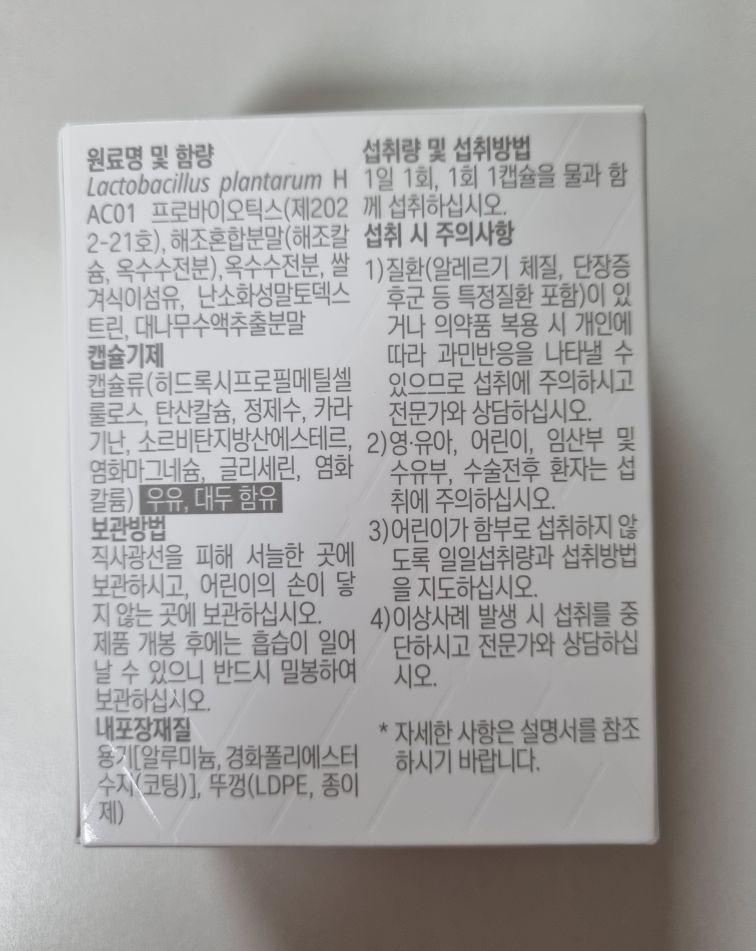 원료명 및 함량
Lactobacillus plantarum H
AC01 프로바이오틱스(제202
2-21호), 해조혼합분말(해조칼
슘, 옥수수전분),옥수수전분, 쌀
겨식이섬유, 난소화성말토덱스
트린, 대나무수액추출분말
캡슐기제
캡슐류(히드록시프로필메틸셀
룰로스, 탄산칼슘, 정제수, 카라
기난, 소르비탄지방산에스테르,
염화마그네슘, 글리세린, 염화
칼륨) 우유, 대두 함유
보관방법
직사광선을 피해 서늘한 곳에
보관하시고, 어린이의 손이 닿
지 않는 곳에 보관하십시오.
제품 개봉 후에는 흡습이 일어
날 수 있으니 반드시 밀봉하여
보관하십시오.
내포장재질
용기[알루미늄, 경화폴리에스터
수지(코팅)], 뚜껑(LDPE, 종이
제)
섭취량 및 섭취방법
1일 1회, 1회 1캡슐을 물과 함
께 섭취하십시오.
섭취 시 주의사항
1)질환(알레르기 체질, 단장증
후군 등 특정질환 포함)이 있
거나 의약품 복용 시 개인에
따라 과민반응을 나타낼 수
있으므로 섭취에 주의하시고
전문가와 상담하십시오.
2)영·유아, 어린이, 임산부 및
수유부, 수술전후 환자는 섭
취에 주의하십시오.
3)어린이가 함부로 섭취하지 않
도록 일일섭취량과 섭취방법
을 지도하십시오.
4)이상사례 발생 시 섭취를 중
단하시고 전문가와 상담하십
시오.
* 자세한 사항은 설명서를 참조
하시기 바랍니다.